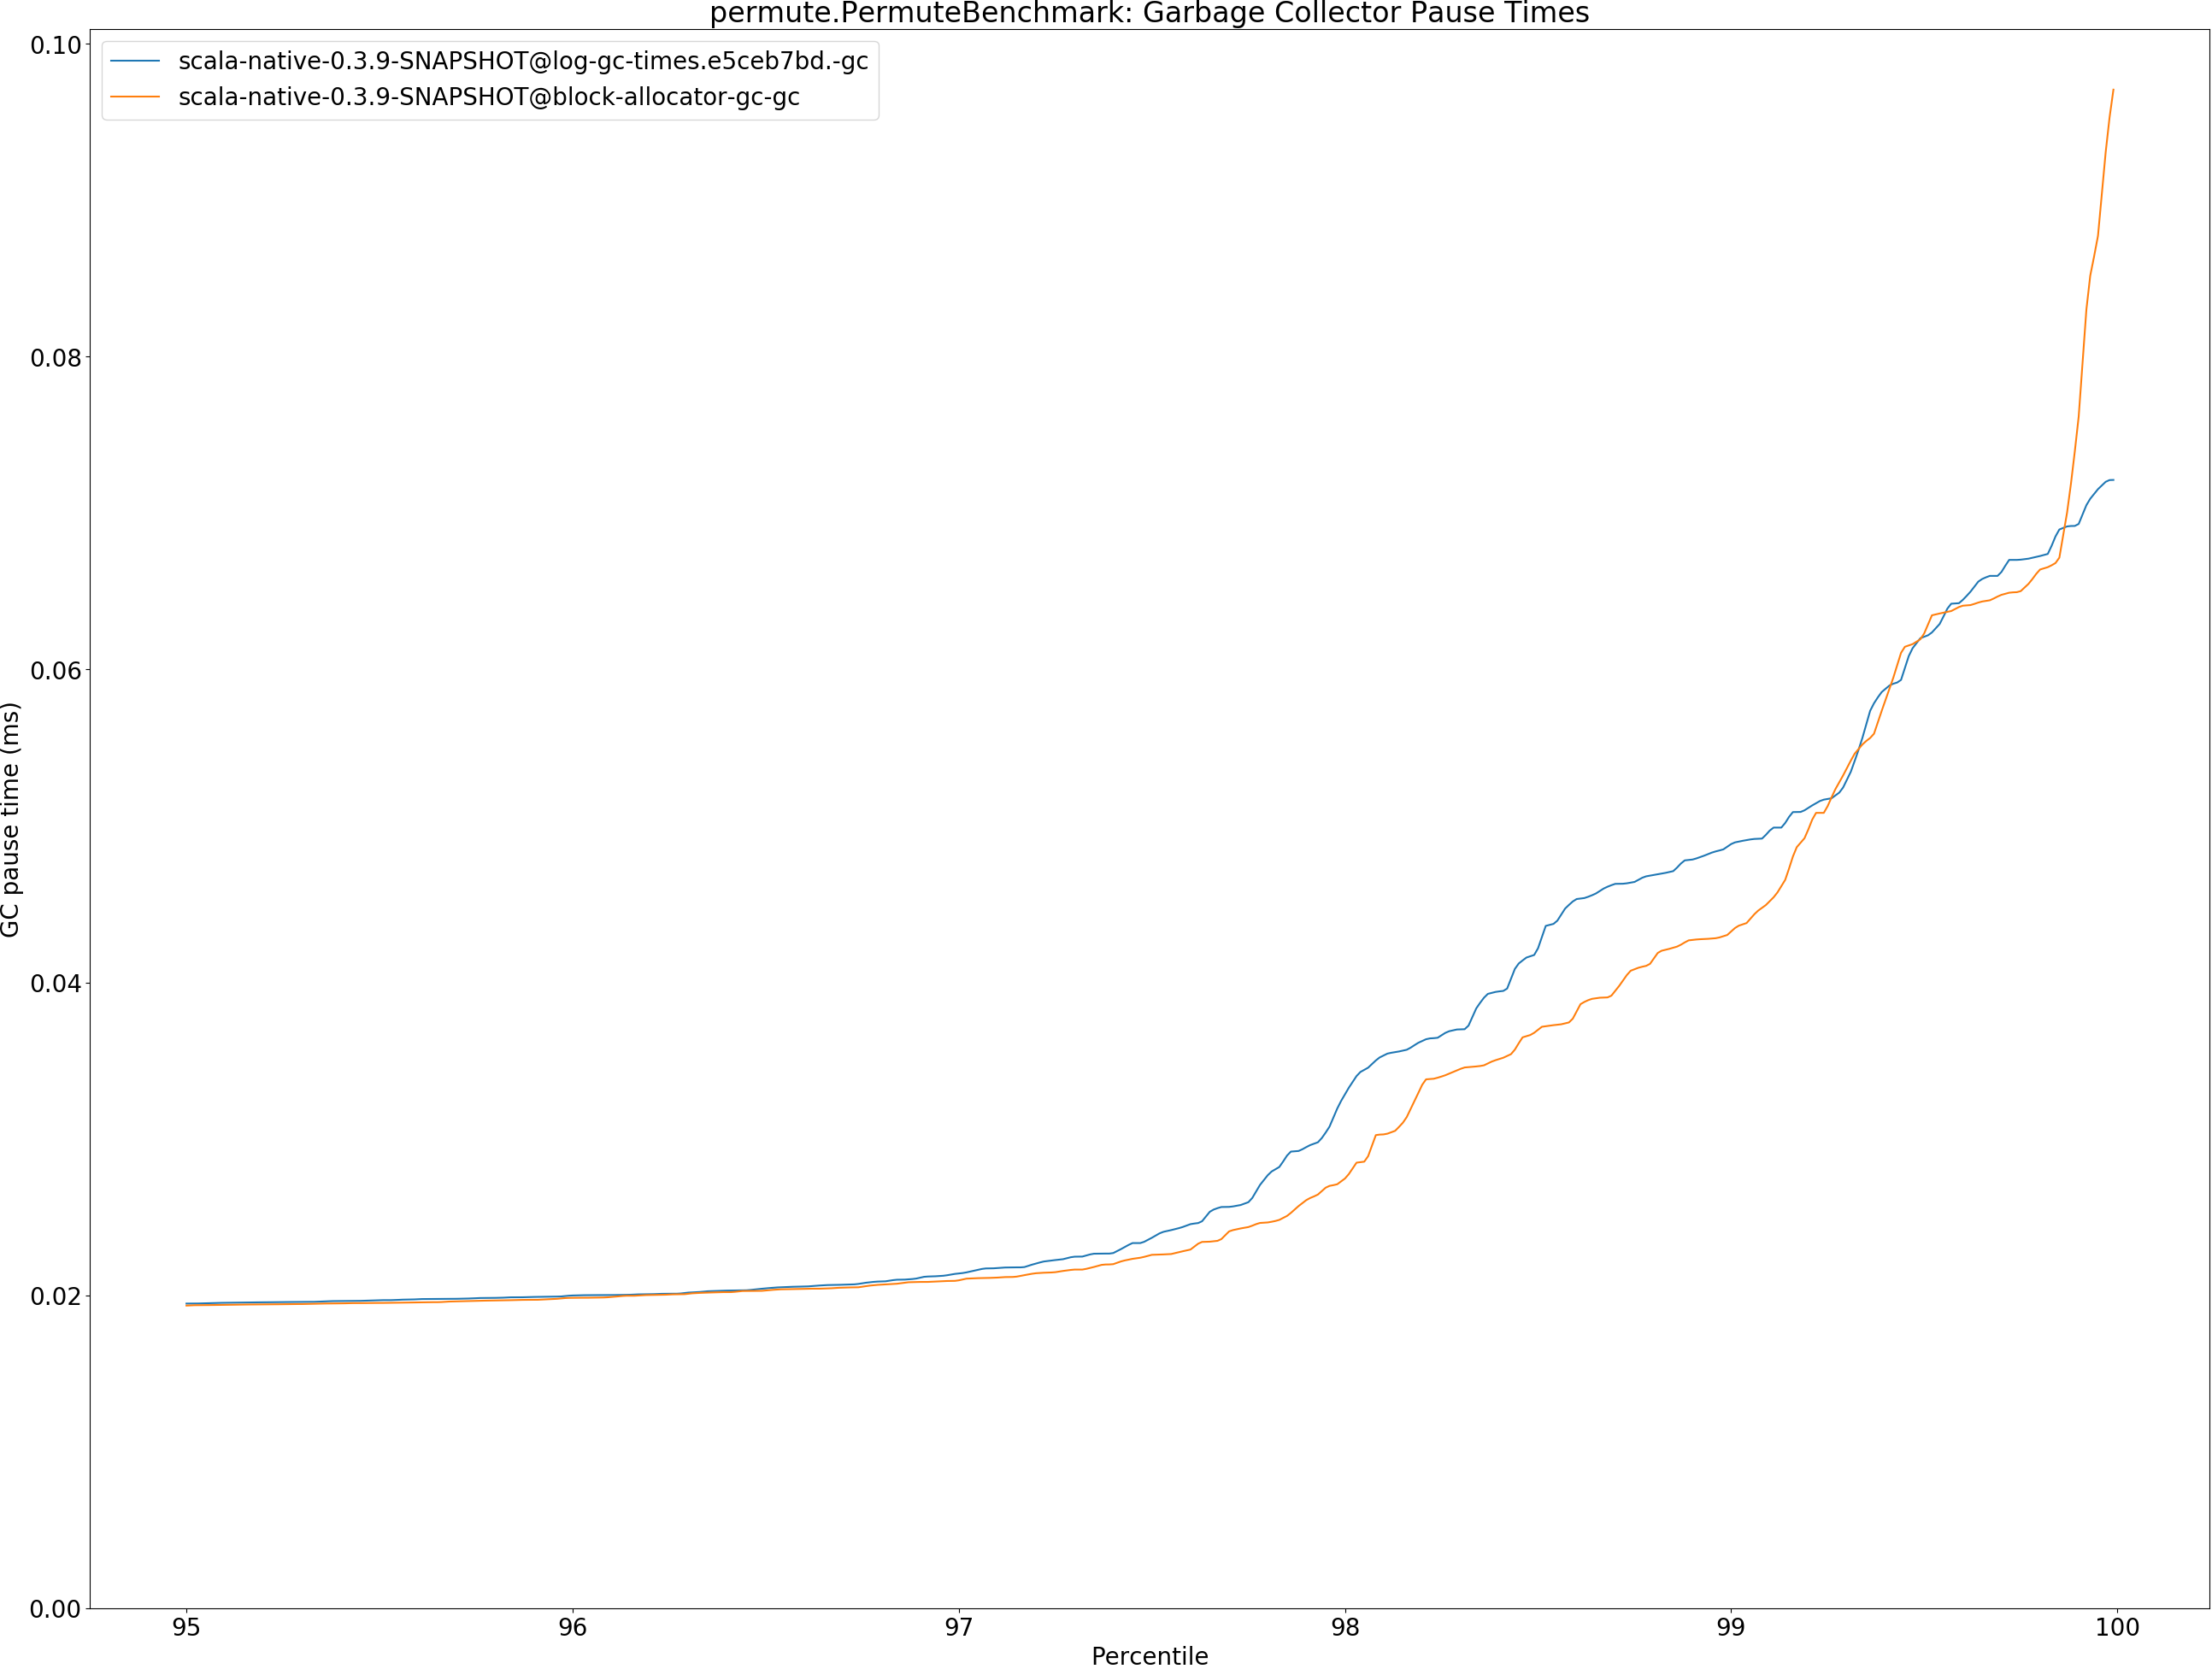 permute.PermuteBenchmark: Garbage Collector Pause Times
scala-native-0.3.9-SNAPSHOT@log-gc-times.e5ceb7bd.-gc
scala-native-0.3.9-SNAPSHOT@block-allocator-gc-gc
GC pause time (ms)
0.10
0.08
0.06
0.04
0.02
0.00
95 96 97 98 99 100
Percentile